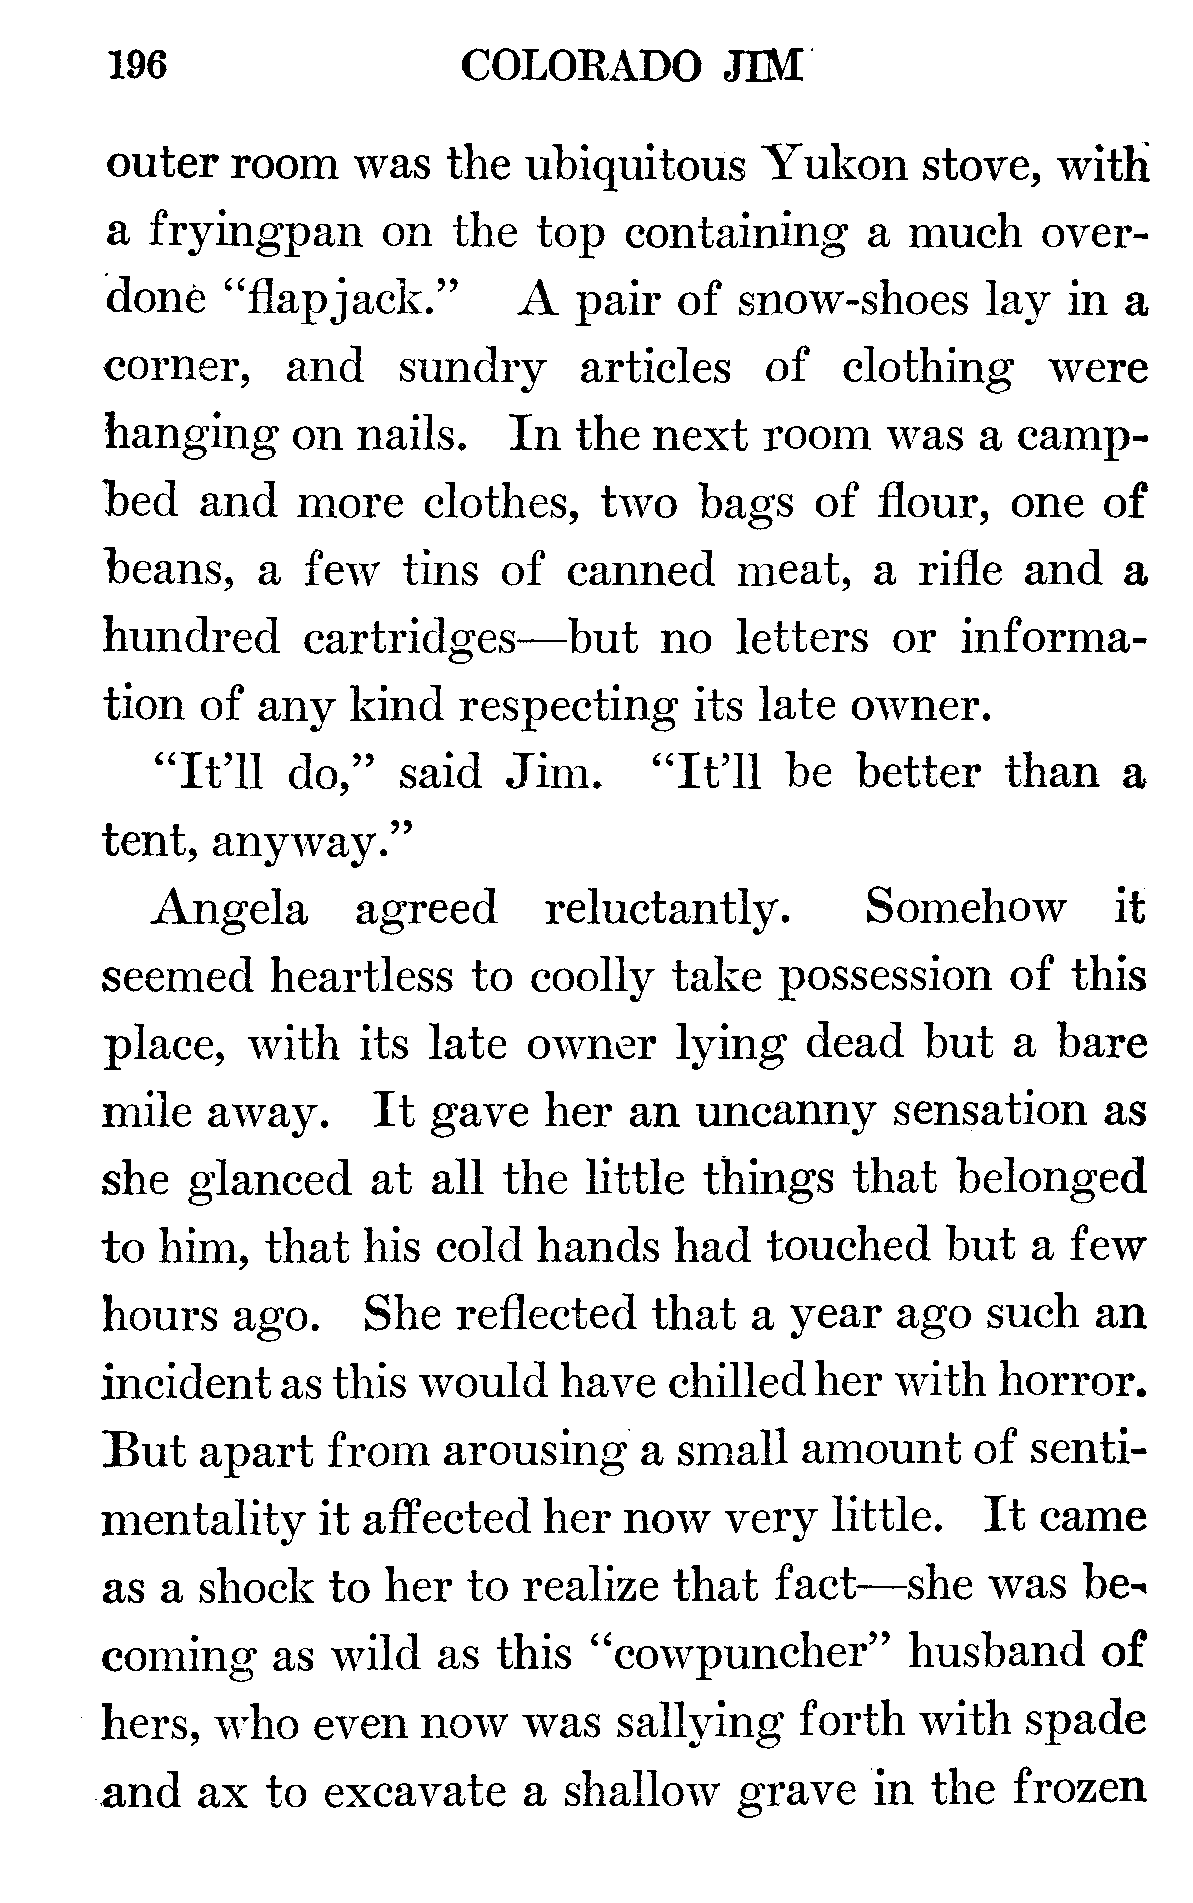 196 COLORADO JIM
outer room was the ubiquitous Yukon stove, with
a fryingpan on the top containing a much over-
done “flapjack.” A pair of snow-shoes lay in a
corner, and sundry articles of clothing were
hanging on nails. In the next room was a camp-
bed and more clothes, two bags of flour, one of
beans, a few tins of canned meat, a rifle and a
hundred cartridges—but no letters or informa-
tion of any kind respecting its late owner.
“It’ll do,” said Jim. “It’ll be better than a
tent, anyway.”
Angela agreed reluctantly. Somehow it
seemed heartless to coolly take possession of this
place, with its late owner lying dead but a bare
mile away. It gave her an uncanny sensation as
she glanced at all the little things that belonged
to him, that his cold hands had touched but a few
hours ago. She reflected that a year ago such an
incident as this would have chilled her with horror.
But apart from arousing a small amount of senti-
mentality it affected her now very little. It came
as a shock to her to realize that fact—she was be-
coming as wild as this “cowpuncher” husband of
hers, who even now was sallying forth with spade
and ax to excavate a shallow grave in the frozen